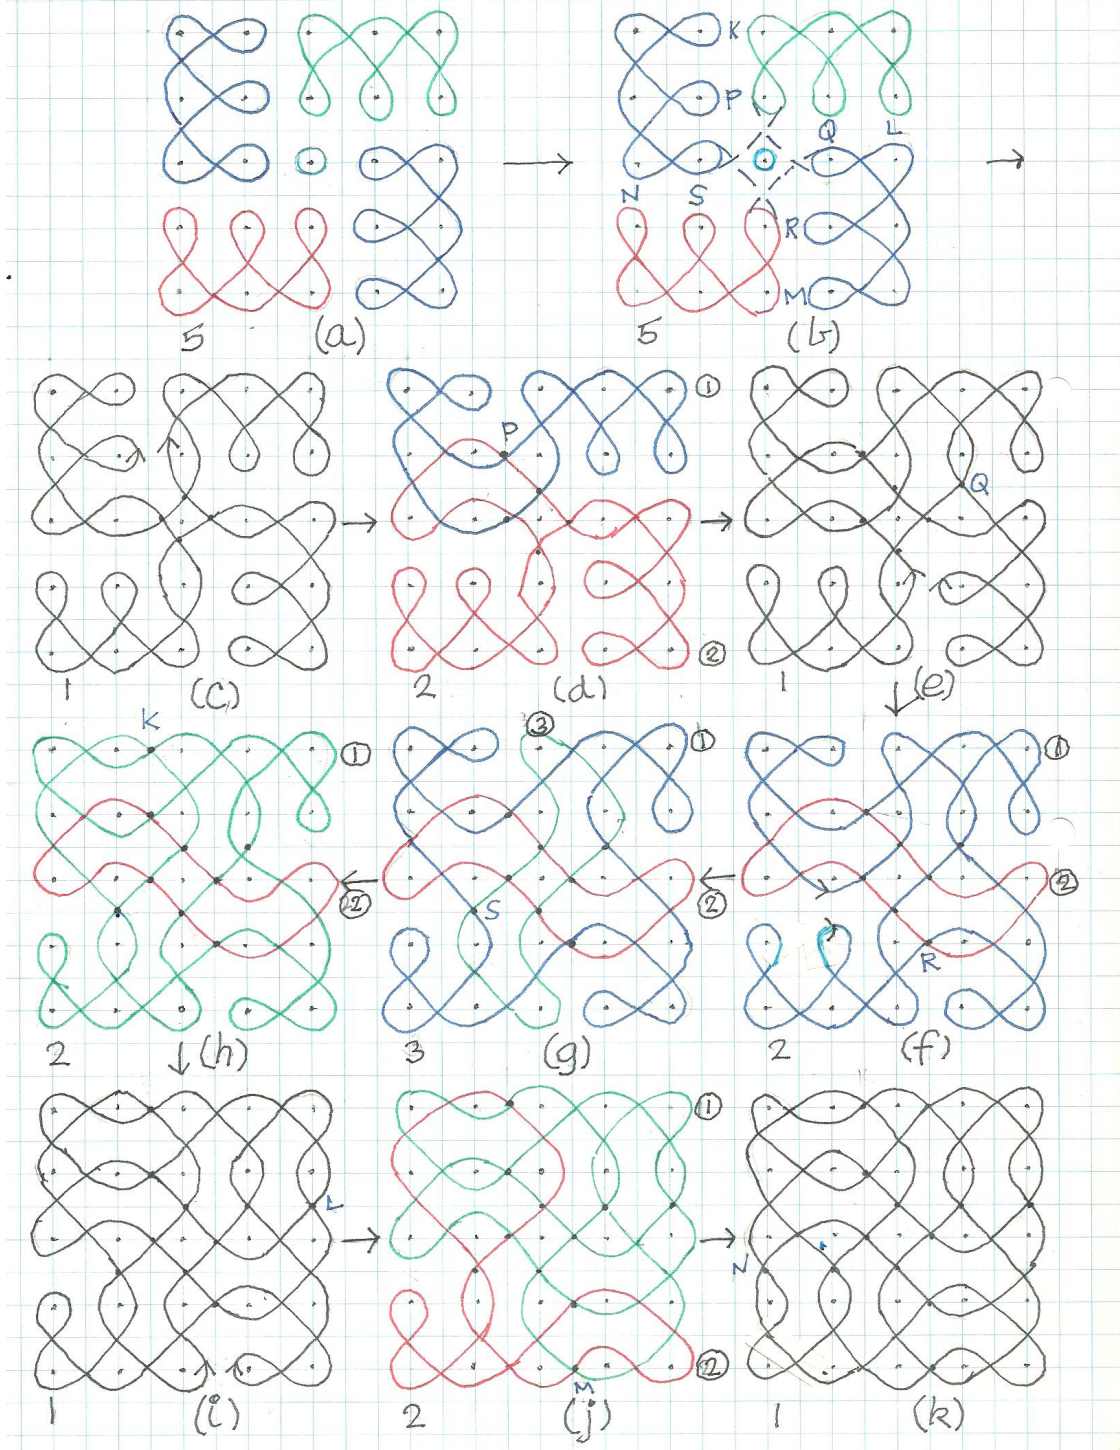 K
P
Q L
N S
R
M
5 (a) 5 (b)
P ①
Q
②
1 (c) 2 (d) 1 (e)
K ① ③ ① ①
② S ② ②
R
2 (h) 3 (g) 2 (f)
L ①
N
②
M
1 (i) 2 (j) 1 (k)